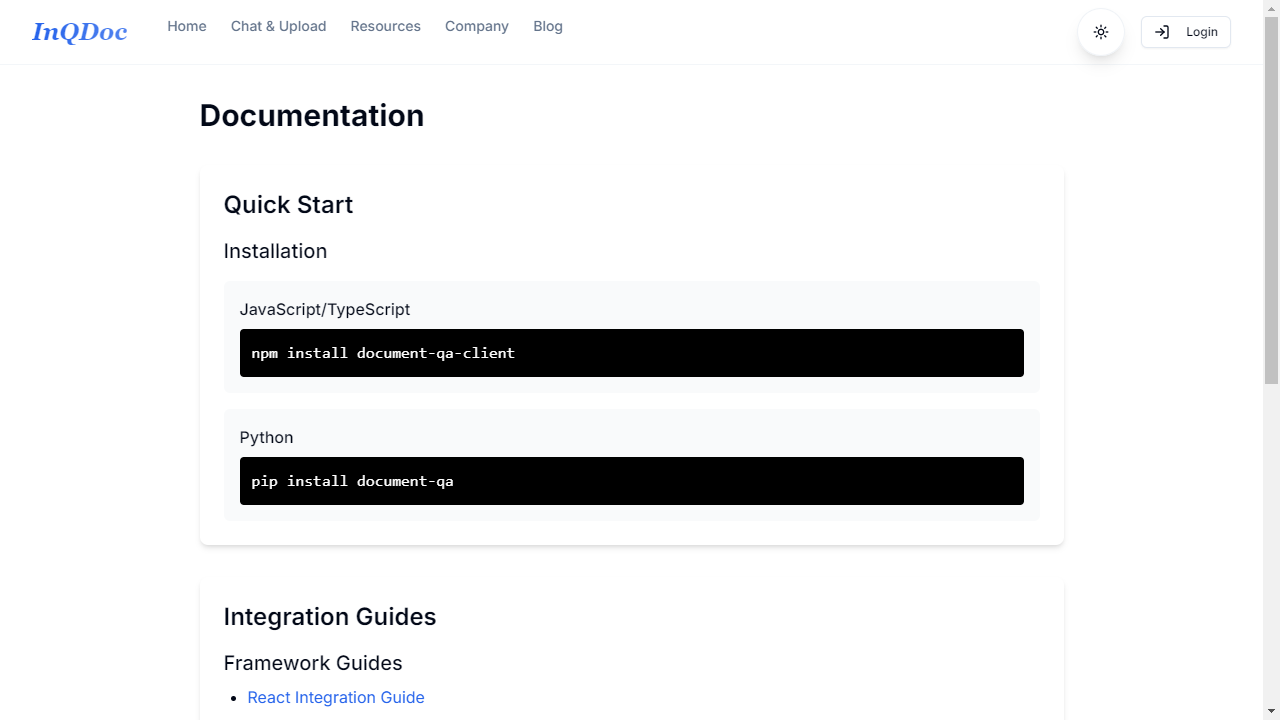 InQDoc
Home
Chat & Upload
Resources
Company
Blog
Login
Documentation
Quick Start
Installation
JavaScript/TypeScript
npm install document-qa-client
Python
pip install document-qa
Integration Guides
Framework Guides
React Integration Guide